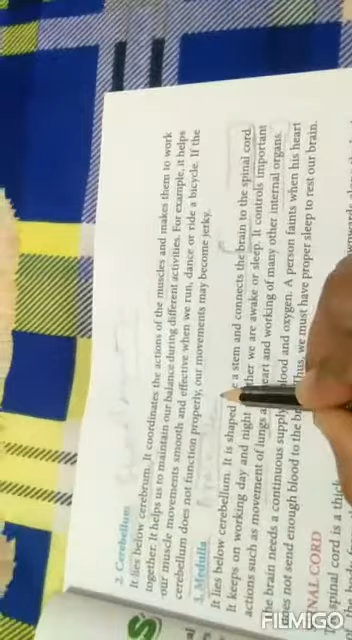 2. Cerebellum
It lies below cerebrum. It coordinates the actions of the muscles and makes them to work
together. It helps us to maintain our balance during different activities. For example, it helps
our muscle movements smooth and effective when we run, dance or ride a bicycle. If the
cerebellum does not function properly, our movements may become jerky.
3. Medulla
It lies below cerebellum. It is shaped e a stem and connects the brain to the spinal cord.
It keeps on working day and night ther we are awake or sleep. It controls important
actions such as movement of lungs a eart and working of many other internal organs.
he brain needs a continuous supply lood and oxygen. A person faints when his heart
es not send enough blood to the br Thus, we must have proper sleep to rest our brain.
NAL CORD
spinal cord is a thick
FILMIGO